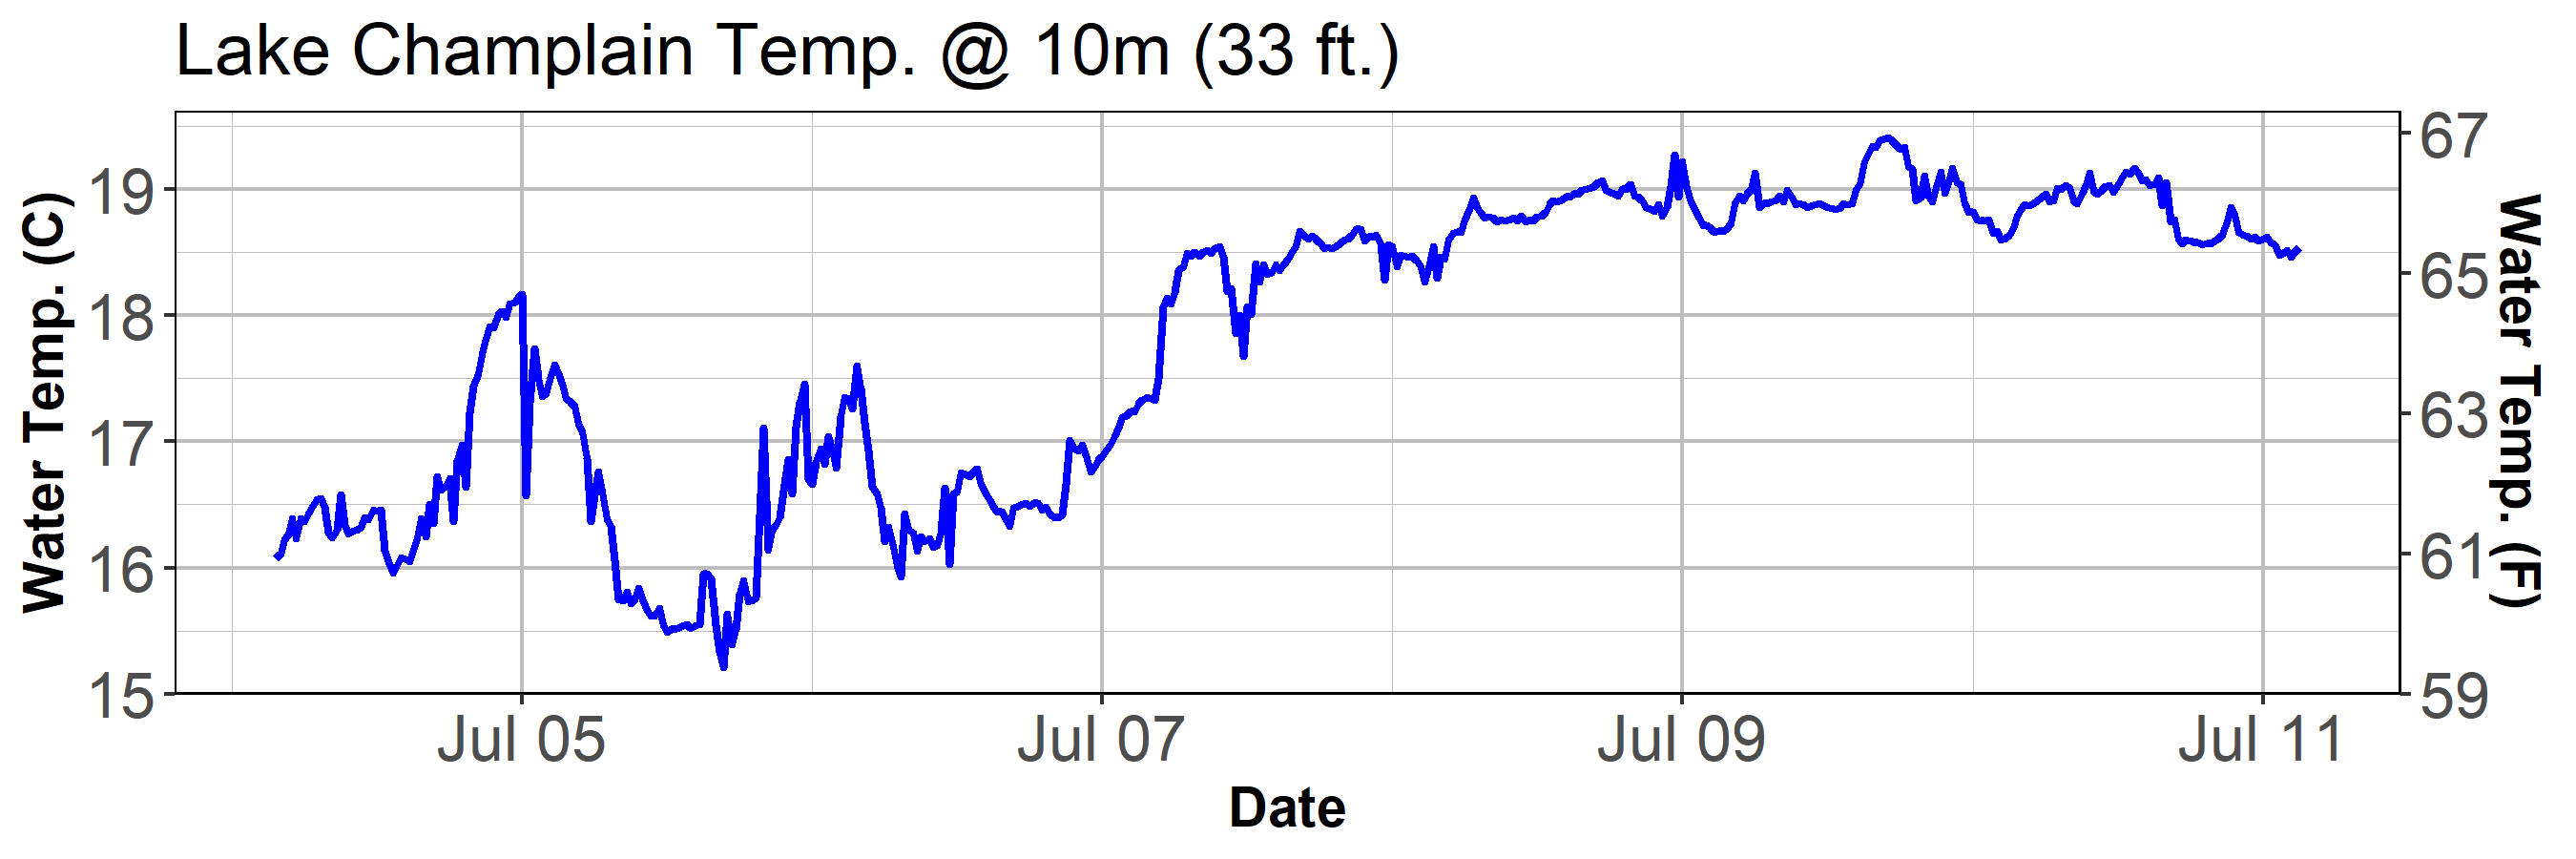 Lake Champlain Temp. @ 10m (33 ft.)
Water Temp. (C)
19
18
17
16
15
67
65
63
61
59
Water Temp. (F)
Jul 05 Jul 07 Jul 09 Jul 11
Date